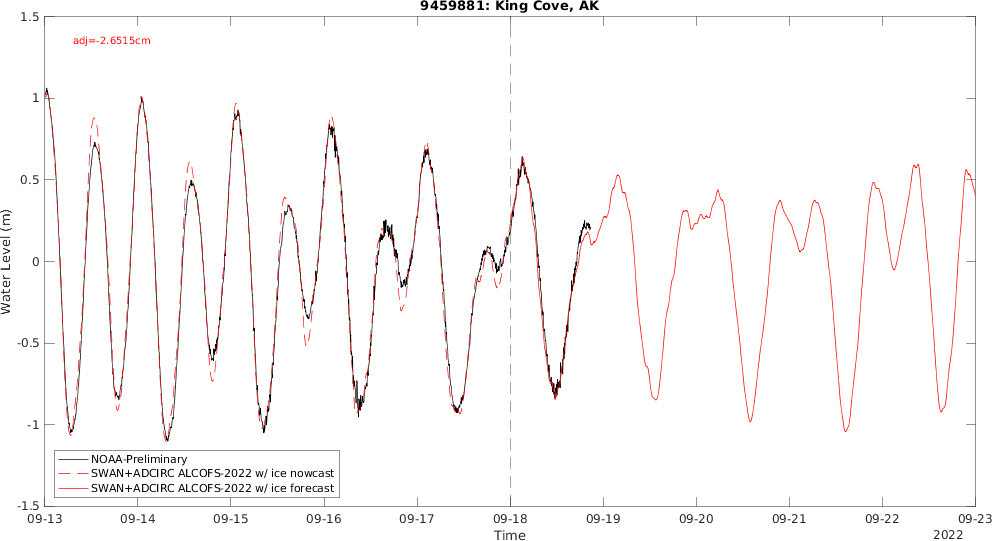 9459881: King Cove, AK
1.5
adj=-2.6515cm
1
0.5
0
-0.5
-1
-1.5
Water Level (m)
NOAA-Preliminary
SWAN+ADCIRC ALCOFS-2022 w/ ice nowcast
SWAN+ADCIRC ALCOFS-2022 w/ ice forecast
09-13 09-14 09-15 09-16 09-17 09-18 09-19 09-20 09-21 09-22 09-23
Time
2022